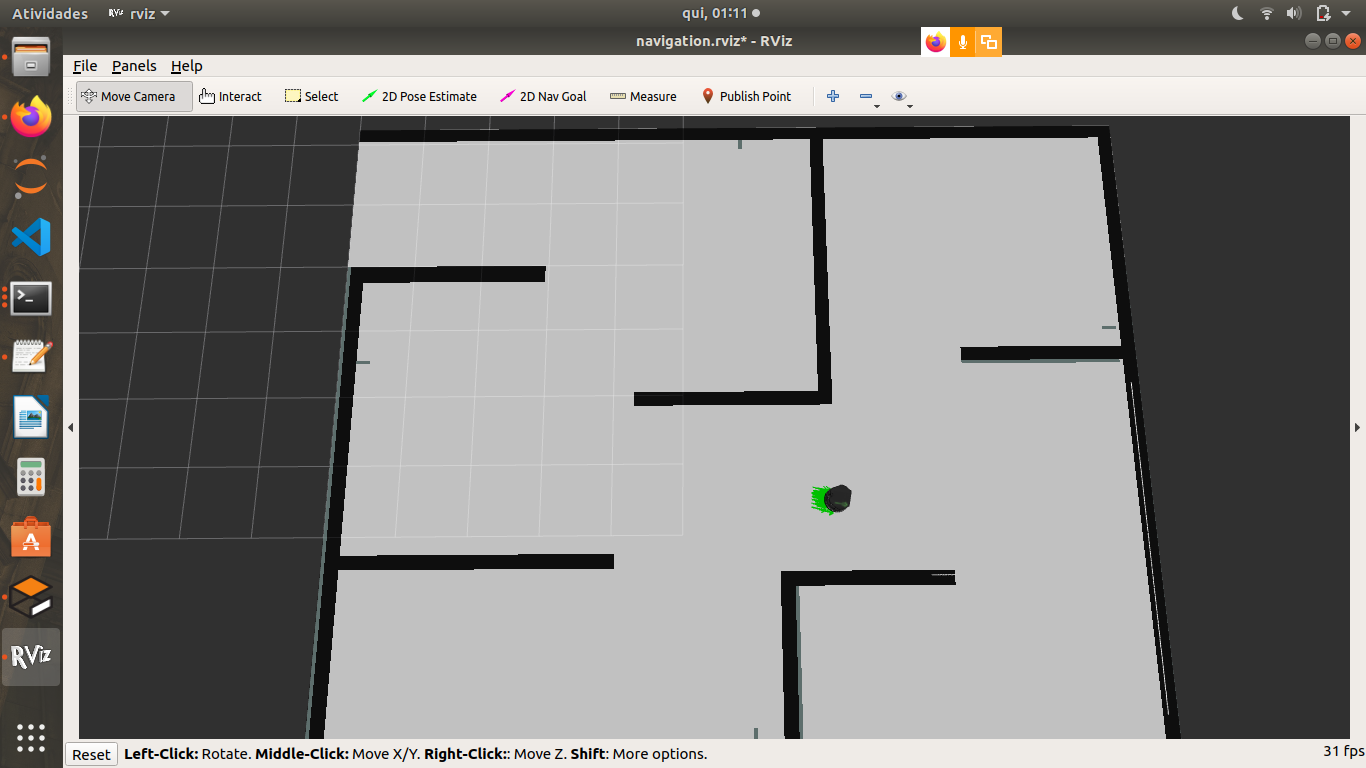 Atividades RViz rviz qui, 01:11
navigation.rviz* - RViz
File Panels Help
Move Camera Interact Select 2D Pose Estimate 2D Nav Goal Measure Publish Point
RViz
Reset Left-Click: Rotate. Middle-Click: Move X/Y. Right-Click:: Move Z. Shift: More options. 31 fps